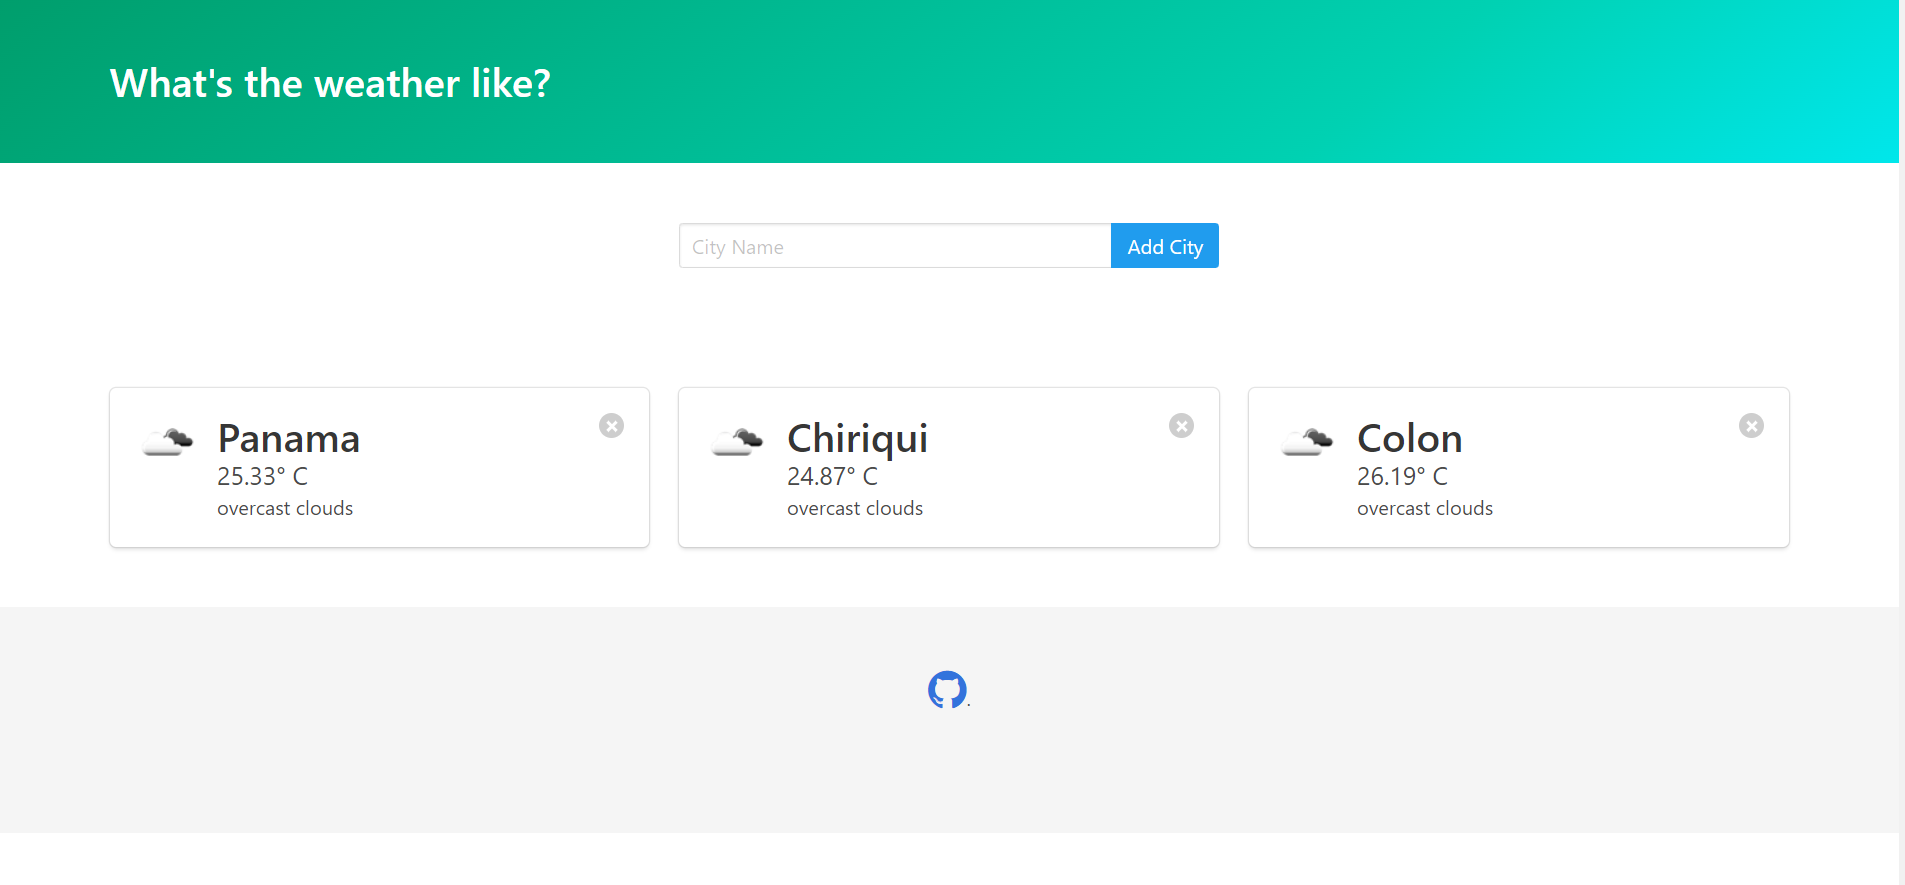 What's the weather like?
City Name
Add City
Panama
25.33° C
overcast clouds
Chiriqui
24.87° C
overcast clouds
Colon
26.19° C
overcast clouds
.